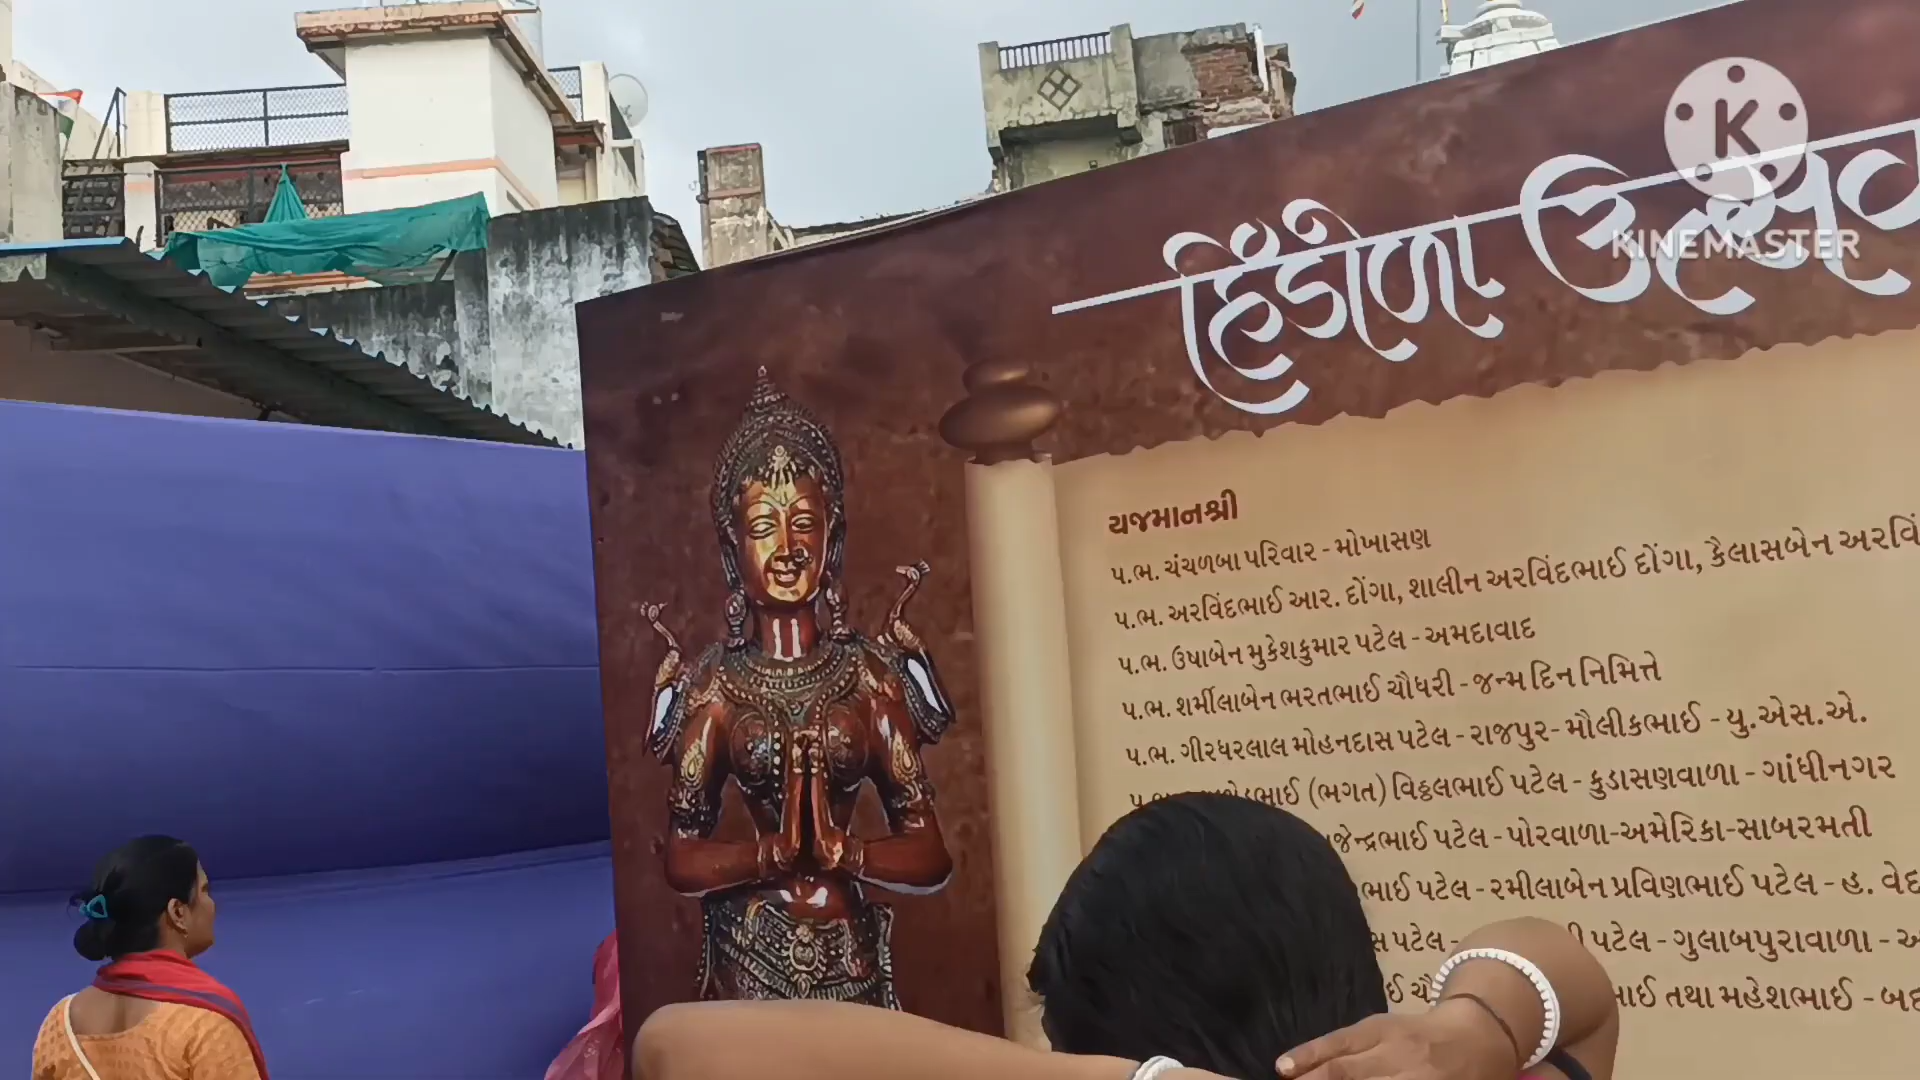 K
KINEMASTER
હિંડોળા ઉત્સવ
યજમાનશ્રી
પ.ભ. ચંચળબા પરિવાર - મોખાસણ
પ.ભ. અરવિંદભાઈ આર. દોંગા, શાલીન અરવિંદભાઈ દોંગા, કૈલાસબેન
પ.ભ. ઉષાબેન મુકેશકુમાર પટેલ - અમદાવાદ
પ.ભ. શર્મીલાબેન ભરતભાઈ ચૌધરી - જન્મ દિન નિમિત્તે
પ.ભ. ગીરધરલાલ મોહનદાસ પટેલ - રાજપુર- મૌલીકભાઈ - યુ.એસ.એ.
(ભગત) વિઠ્ઠલભાઈ પટેલ - કુડાસણવાળા - ગાંધીનગર
પટેલ - પોરવાળા-અમેરિકા-સાબરમતી
પટેલ - રમીલાબેન પ્રવિણભાઈ પટેલ - હ.
પટેલ - પટેલ - ગુલાબપુરાવાળા -
તથા મહેશભાઈ -